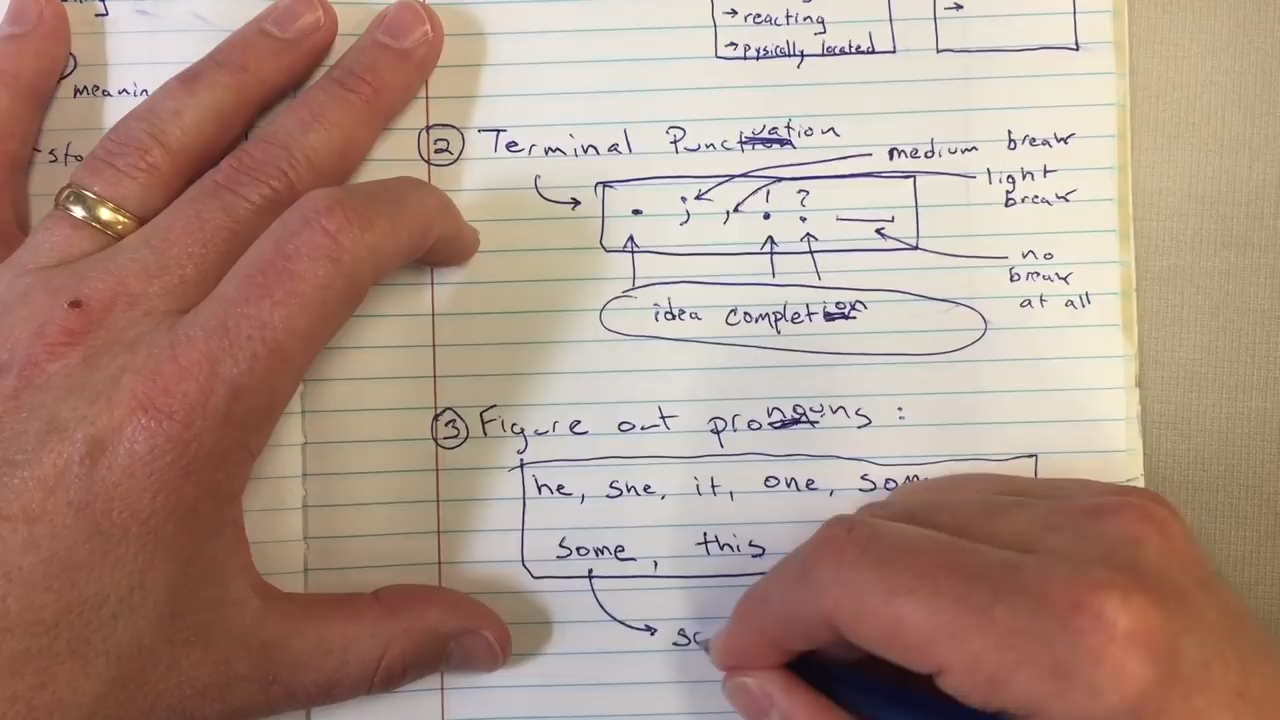 → reacting
→ pysically located
→
meanin
② Terminal Punctuation
medium break
light
break
. ; , ! ? —
no
break
at all
idea completion
③ Figure out pronouns :
he, she, it, one,
some, this